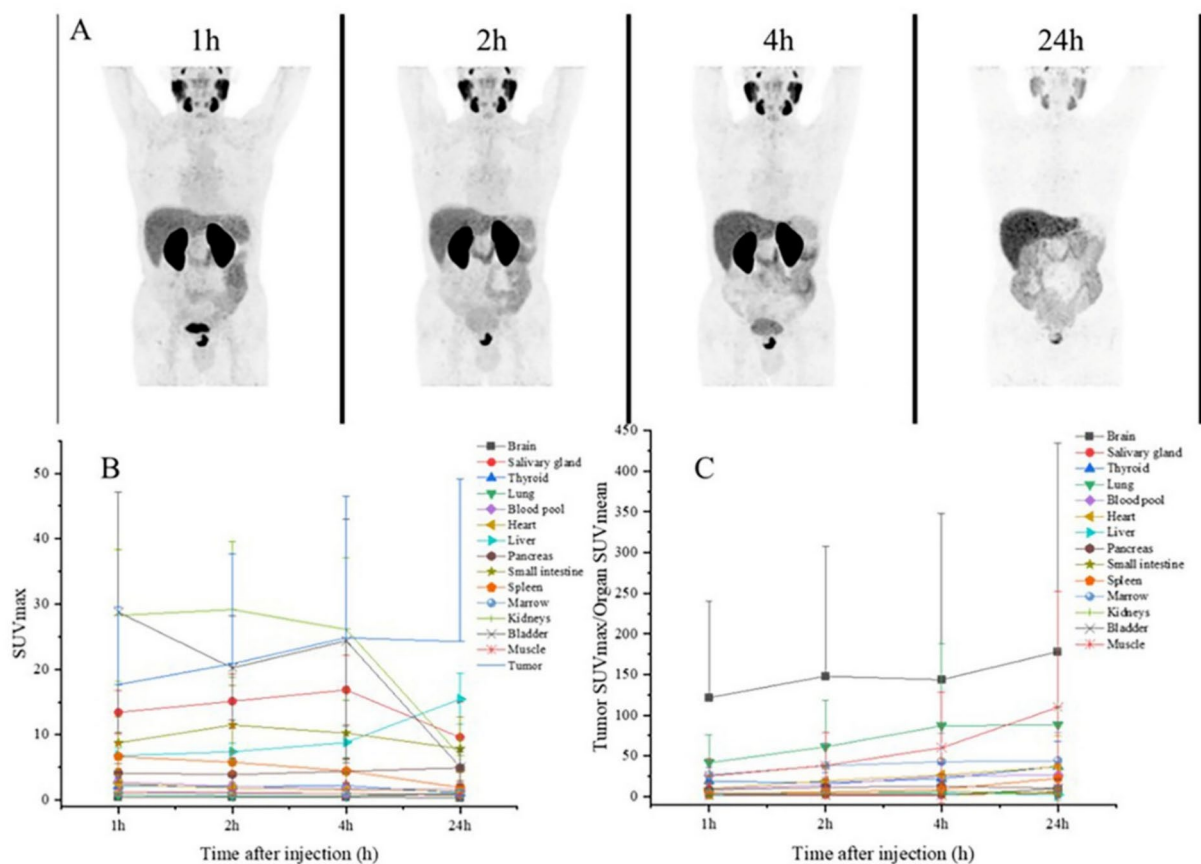 A
1h
2h
4h
24h
B
50
40
30
20
10
0
SUVmax
1h
2h
4h
24h
Time after injection (h)
Brain
Salivary gland
Thyroid
Lung
Blood pool
Heart
Liver
Pancreas
Small intestine
Spleen
Marrow
Kidneys
Bladder
Muscle
Tumor
C
450
400
350
300
250
200
150
100
50
0
Tumor SUVmax/Organ SUVmean
1h
2h
4h
24h
Time after injection (h)
Brain
Salivary gland
Thyroid
Lung
Blood pool
Heart
Liver
Pancreas
Small intestine
Spleen
Marrow
Kidneys
Bladder
Muscle